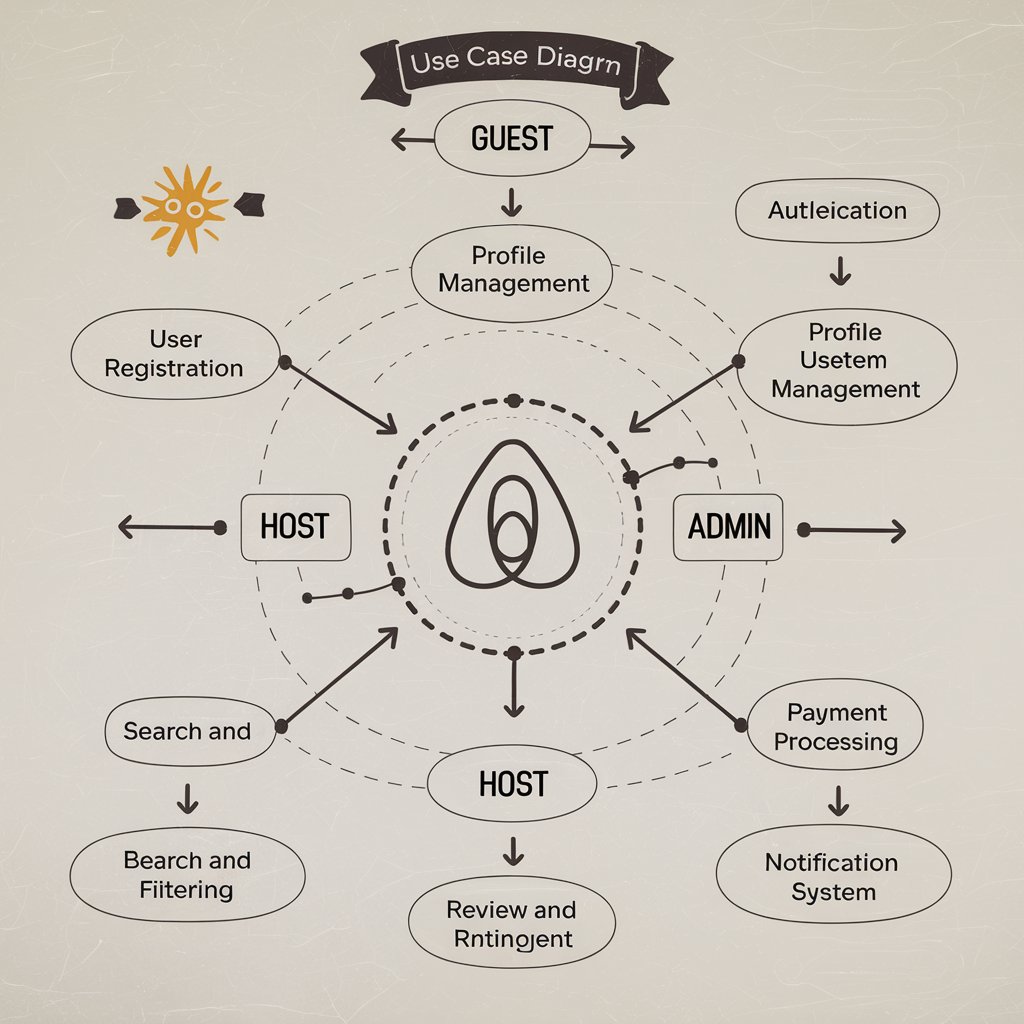 Use Case Diagrn
GUEST
Autleication
Profile
Management
User
Registration
Profile
Usetem
Management
HOST
ADMIN
Search and
Payment
Processing
HOST
Bearch and
Fiitering
Notification
System
Review and
Rntingjent